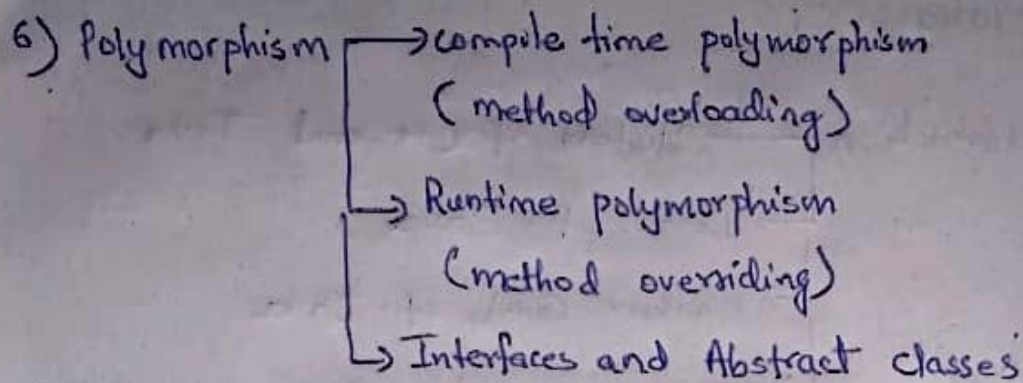 6) Polymorphism → compile time polymorphism
(method overloading)
→ Runtime polymorphism
(method overriding)
→ Interfaces and Abstract classes